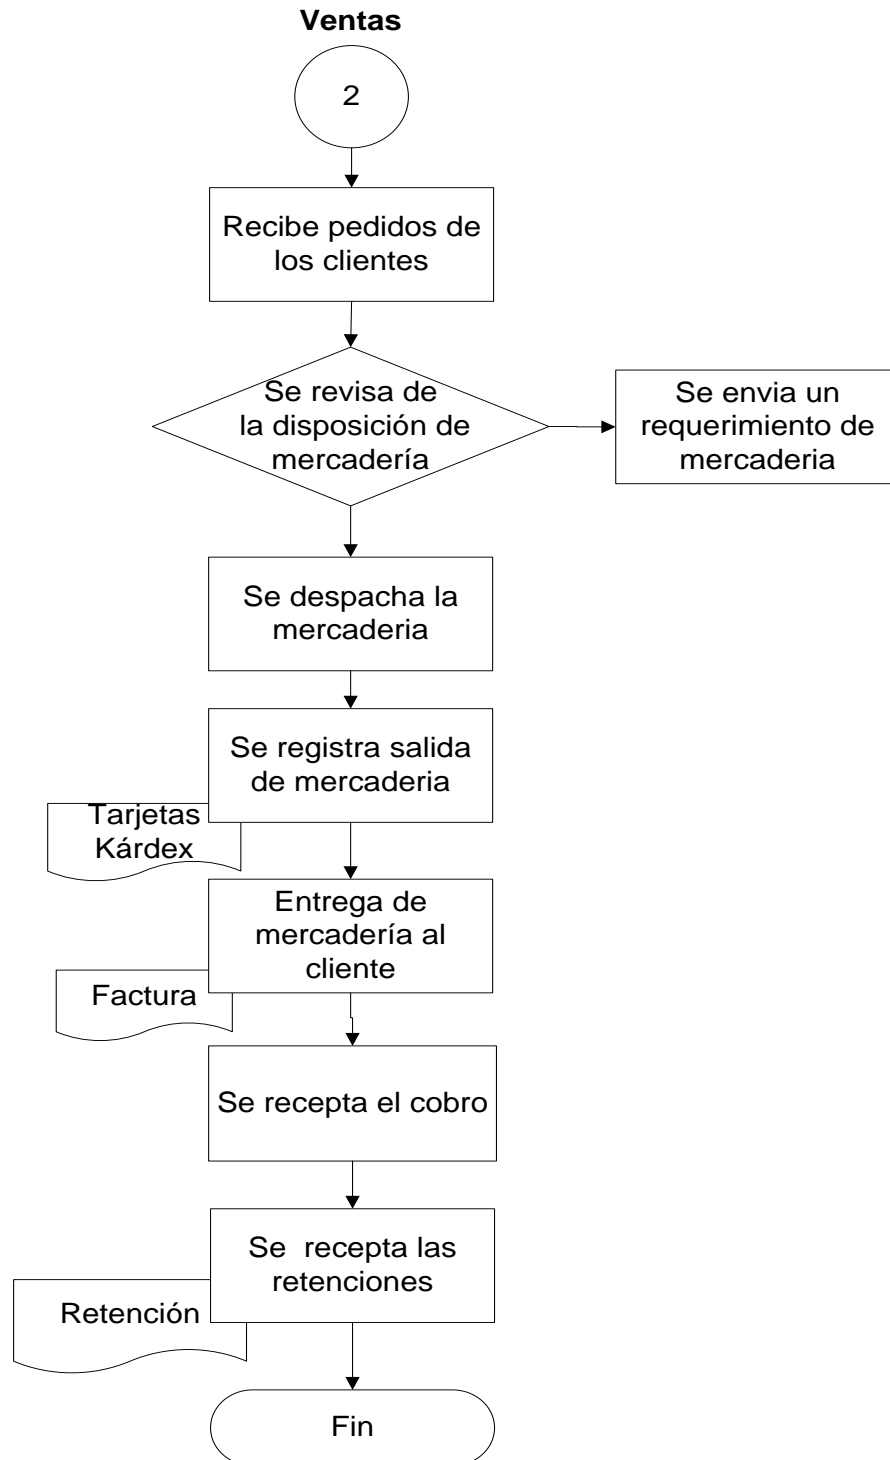 Ventas
2
Recibe pedidos de
los clientes
Se revisa de
la disposición de
mercadería
Se envia un
requerimiento de
mercaderia
Se despacha la
mercaderia
Se registra salida
de mercaderia
Tarjetas
Kárdex
Entrega de
mercadería al
cliente
Factura
Se recepta el cobro
Se recepta las
retenciones
Retención
Fin